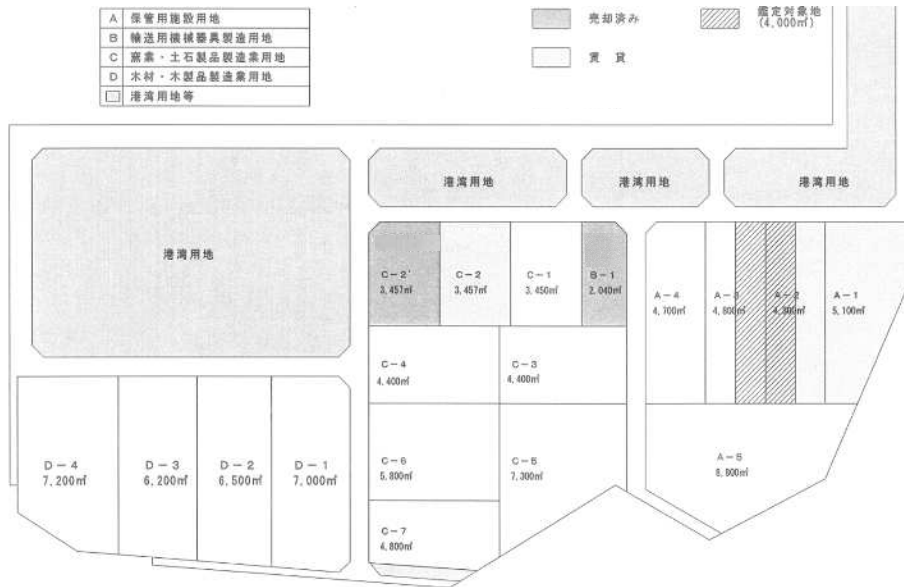 A 保管用施設用地
B 輸送用機械器具製造用地
C 窯業・土石製品製造業用地
D 木材・木製品製造業用地
港湾用地等
売却済み
鑑定対象地
(4,000㎡)
賃貸
港湾用地
港湾用地
港湾用地
港湾用地
C-2'
3,457㎡
C-2
3,457㎡
C-1
3,450㎡
B-1
2,040㎡
A-4
4,700㎡
A-3
4,800㎡
A-2
4,800㎡
A-1
5,100㎡
C-4
4,400㎡
C-3
4,400㎡
D-4
7,200㎡
D-3
6,200㎡
D-2
6,500㎡
D-1
7,000㎡
C-6
5,800㎡
C-5
7,300㎡
A-5
6,800㎡
C-7
4,800㎡